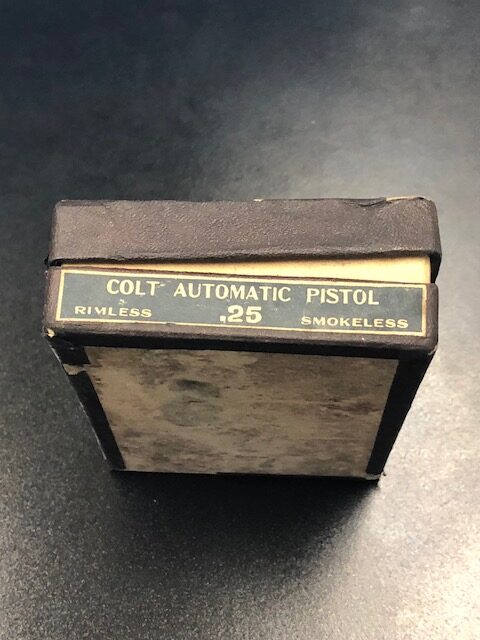 COLT AUTOMATIC PISTOL
RIMLESS .25 SMOKELESS